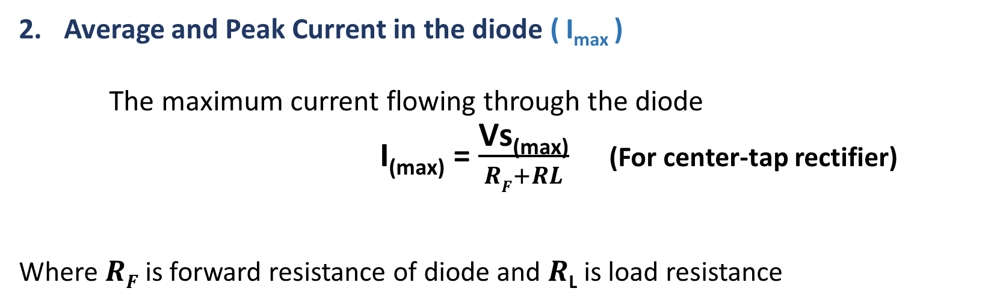 2. Average and Peak Current in the diode ( Imax )
The maximum current flowing through the diode
I(max) = Vs(max) / RF+RL (For center-tap rectifier)
Where RF is forward resistance of diode and RL is load resistance